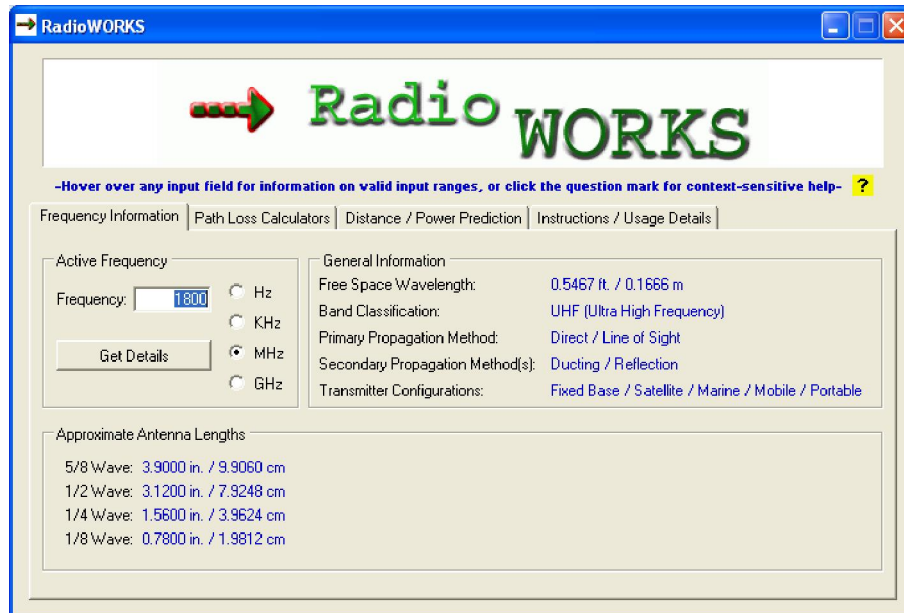 RadioWORKS
Radio WORKS
-Hover over any input field for information on valid input ranges, or click the question mark for context-sensitive help- ?
Frequency Information Path Loss Calculators Distance / Power Prediction Instructions / Usage Details
Active Frequency
Frequency: 1800
Hz
KHz
MHz
GHz
Get Details
General Information
Free Space Wavelength: 0.5467 ft. / 0.1666 m
Band Classification: UHF (Ultra High Frequency)
Primary Propagation Method: Direct / Line of Sight
Secondary Propagation Method(s): Ducting / Reflection
Transmitter Configurations: Fixed Base / Satellite / Marine / Mobile / Portable
Approximate Antenna Lengths
5/8 Wave: 3.9000 in. / 9.9060 cm
1/2 Wave: 3.1200 in. / 7.9248 cm
1/4 Wave: 1.5600 in. / 3.9624 cm
1/8 Wave: 0.7800 in. / 1.9812 cm